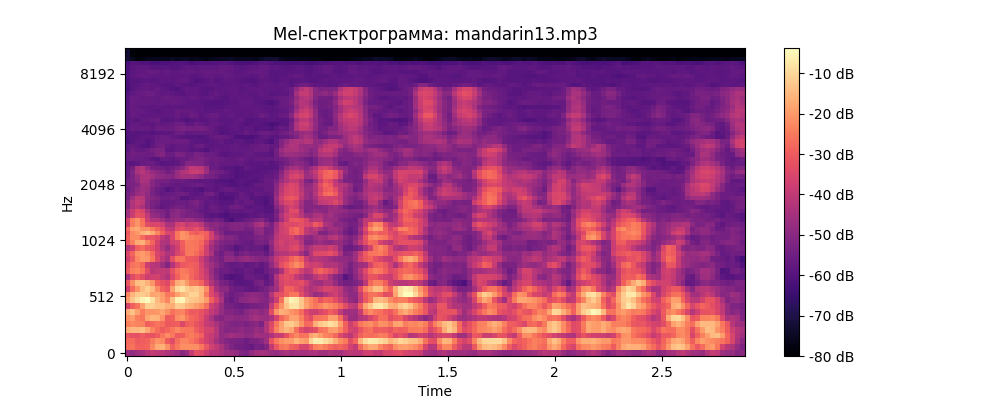 Mel-спектрограмма: mandarin13.mp3
8192
4096
2048
1024
512
0
Hz
0 0.5 1 1.5 2 2.5
Time
-10 dB
-20 dB
-30 dB
-40 dB
-50 dB
-60 dB
-70 dB
-80 dB